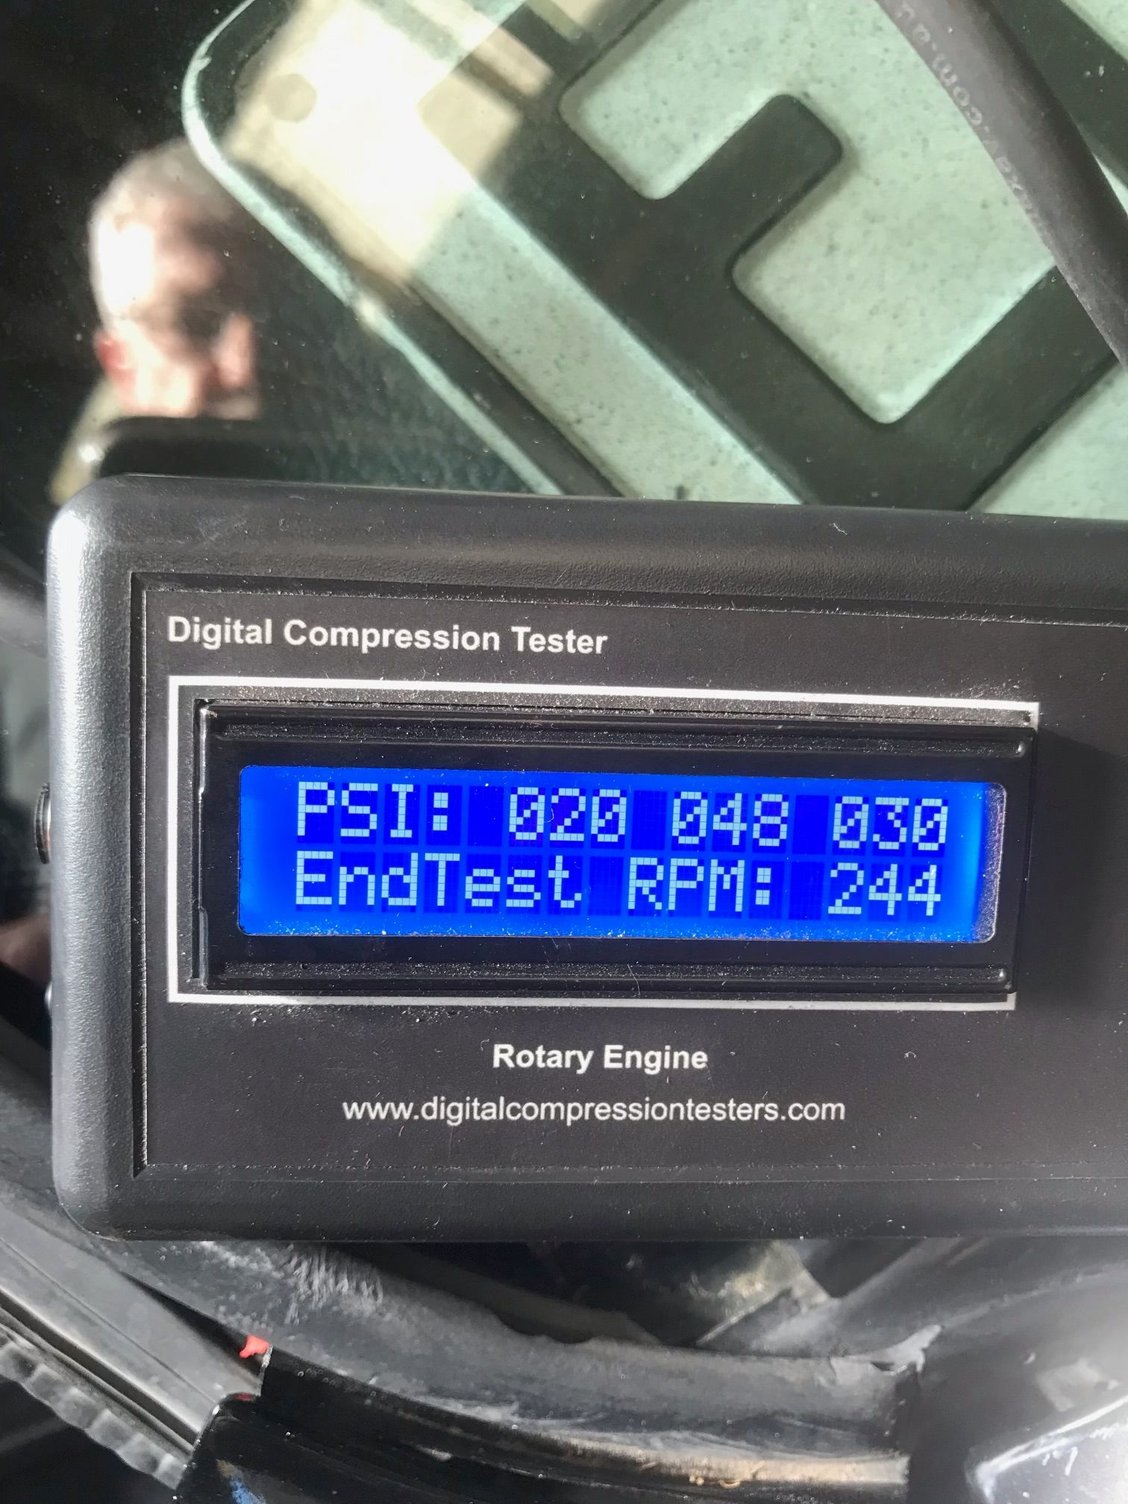 Digital Compression Tester
PSI: 020 048 030
EndTest RPM: 244
Rotary Engine
www.digitalcompressiontesters.com